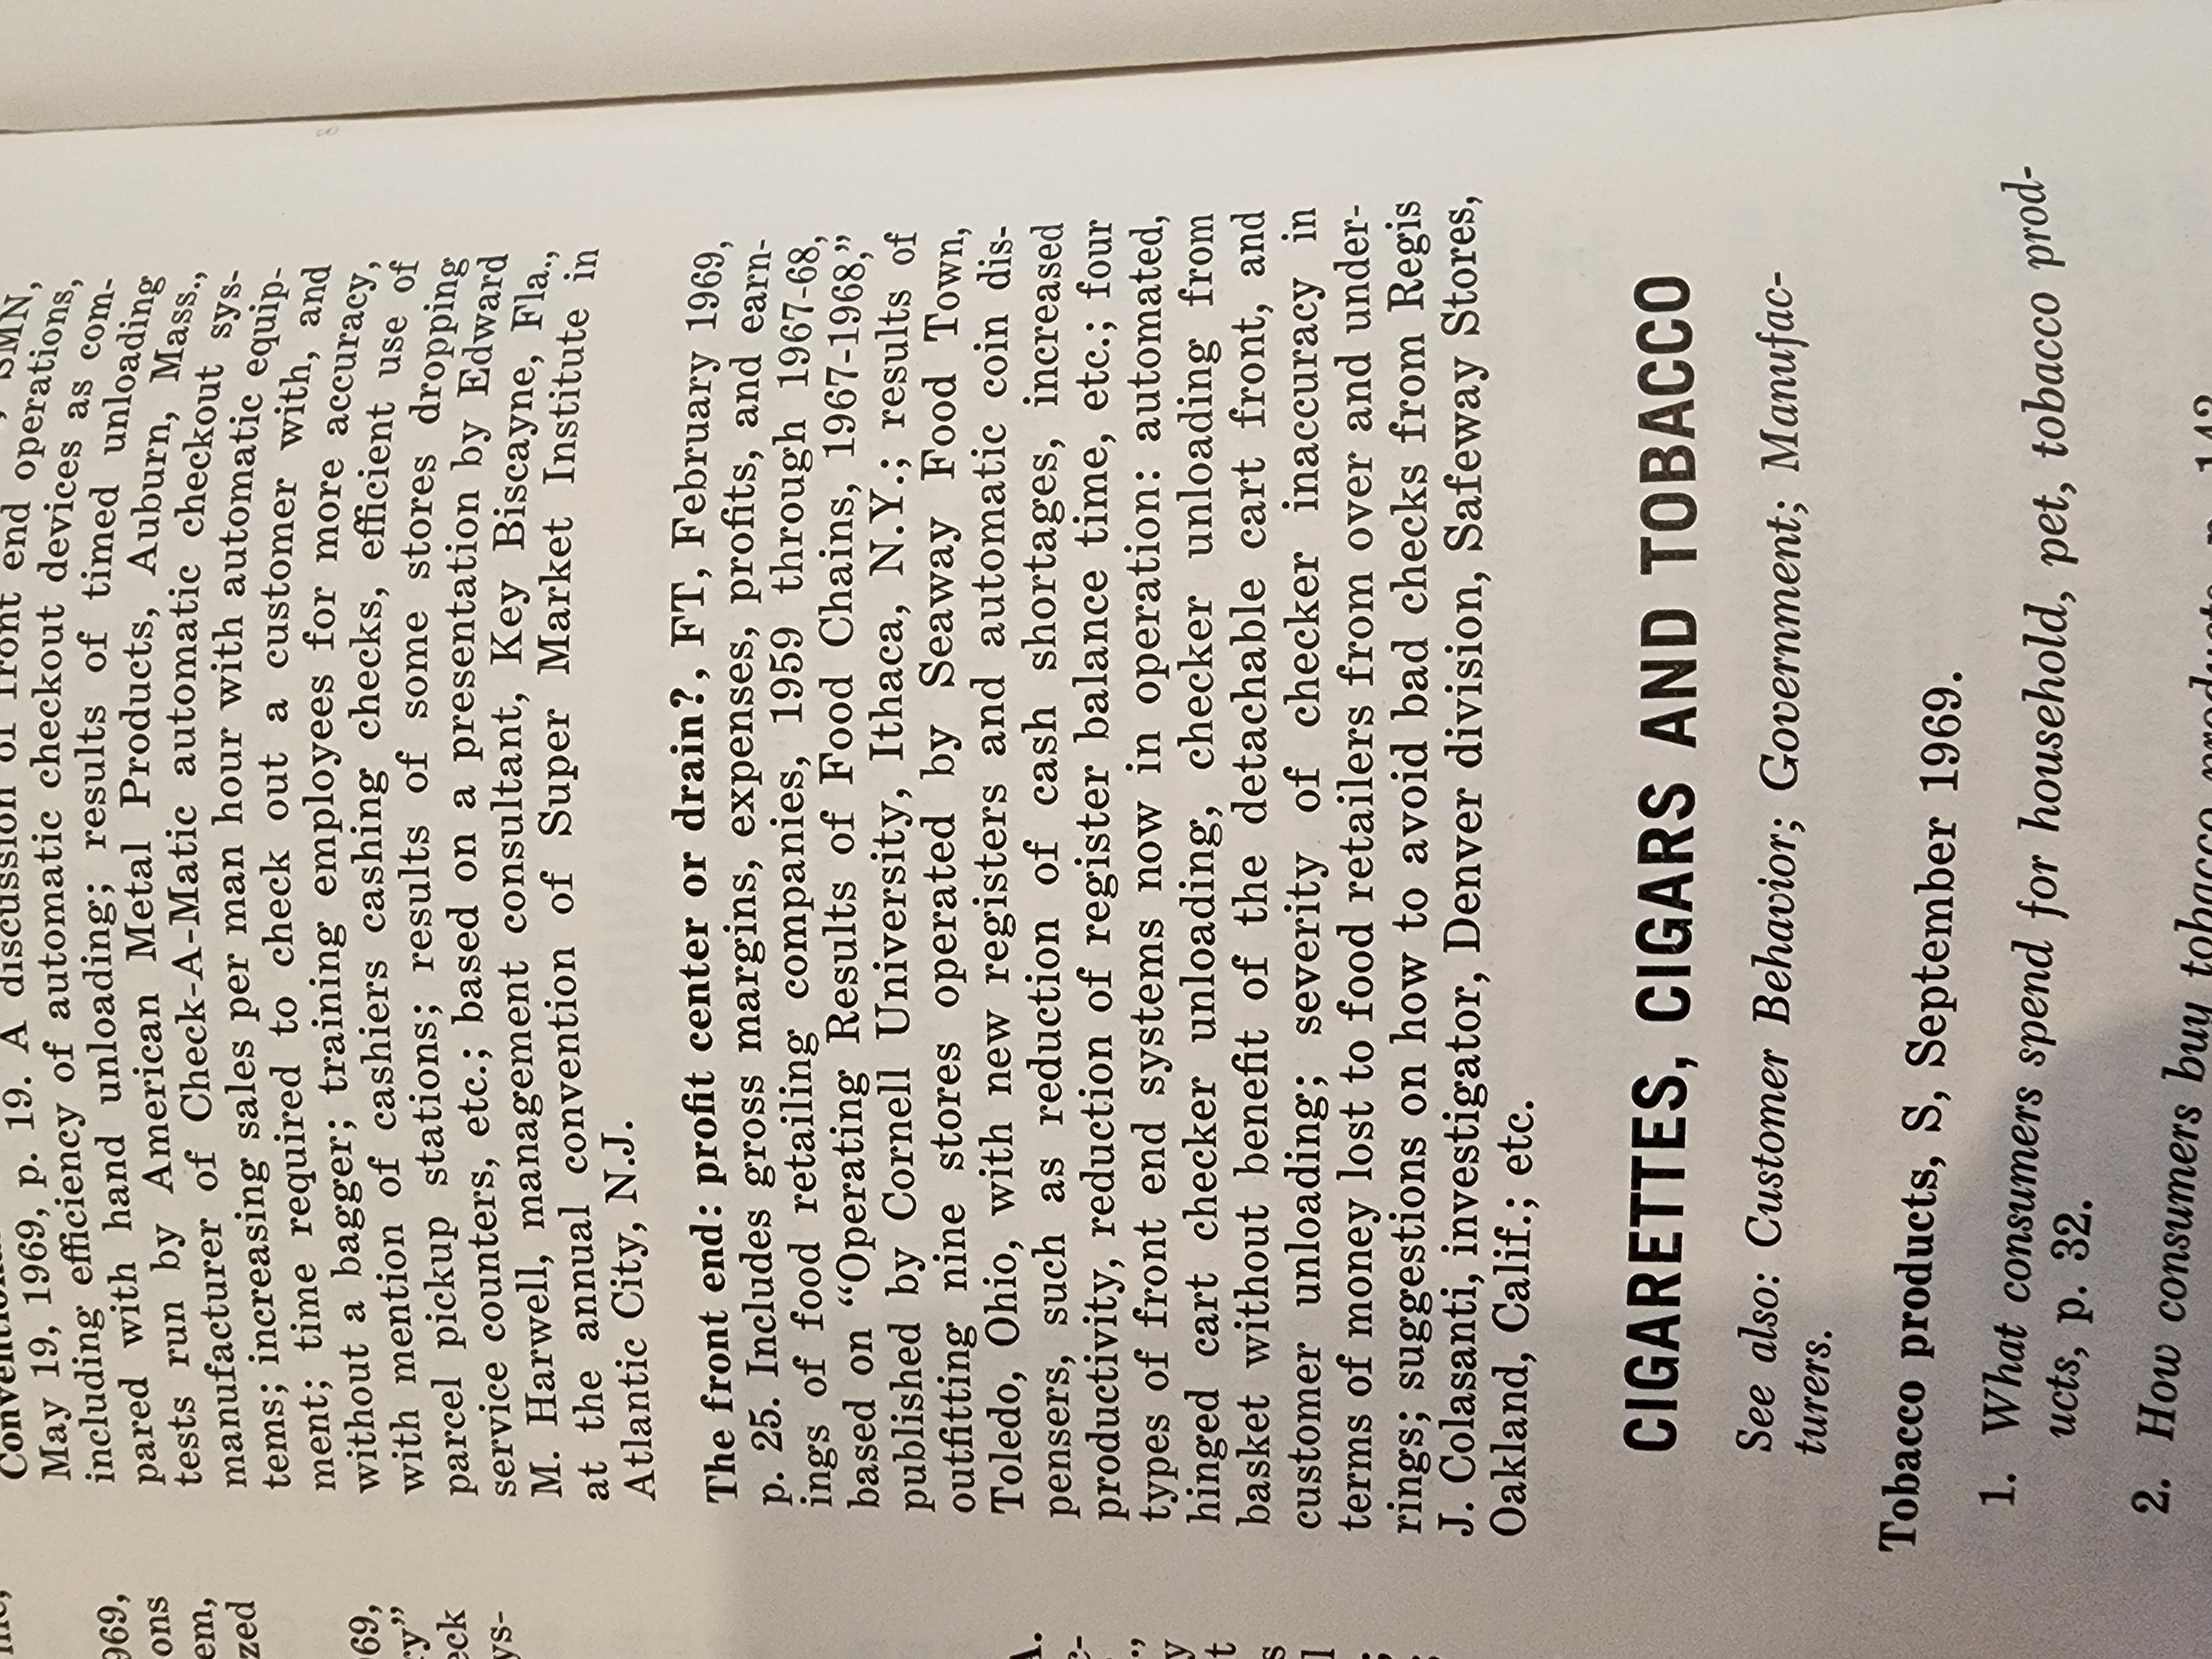 SMN,
May 19, 1969, p. 19. A discussion of front end operations,
including efficiency of automatic checkout devices as com-
pared with hand unloading; results of timed unloading
tests run by American Metal Products, Auburn, Mass.,
manufacturer of Check-A-Matic automatic checkout sys-
tems; increasing sales per man hour with automatic equip-
ment; time required to check out a customer with, and
without a bagger; training employees for more accuracy,
with mention of cashiers cashing checks, efficient use of
parcel pickup stations; results of some stores dropping
service counters, etc.; based on a presentation by Edward
M. Harwell, management consultant, Key Biscayne, Fla.,
at the annual convention of Super Market Institute in
Atlantic City, N.J.
The front end: profit center or drain?, FT, February 1969,
p. 25. Includes gross margins, expenses, profits, and earn-
ings of food retailing companies, 1959 through 1967-68,
based on “Operating Results of Food Chains, 1967-1968,”
published by Cornell University, Ithaca, N.Y.; results of
outfitting nine stores operated by Seaway Food Town,
Toledo, Ohio, with new registers and automatic coin dis-
pensers, such as reduction of cash shortages, increased
productivity, reduction of register balance time, etc.; four
types of front end systems now in operation: automated,
hinged cart checker unloading, checker unloading from
basket without benefit of the detachable cart front, and
customer unloading; severity of checker inaccuracy in
terms of money lost to food retailers from over and under-
rings; suggestions on how to avoid bad checks from Regis
J. Colasanti, investigator, Denver division, Safeway Stores,
Oakland, Calif.; etc.
CIGARETTES, CIGARS AND TOBACCO
See also: Customer Behavior; Government; Manufac-
turers.
Tobacco products, S, September 1969.
1. What consumers spend for household, pet, tobacco prod-
ucts, p. 32.
2. How consumers buy tobacco products, p. 142